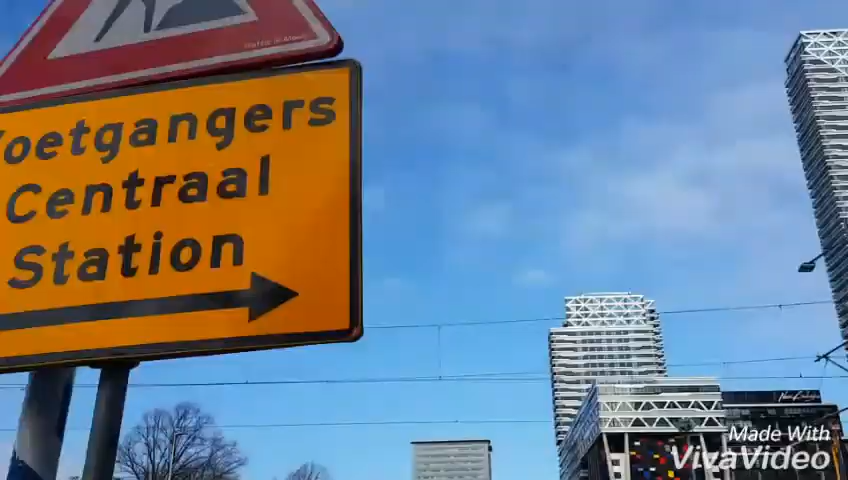 Voetgangers
Centraal
Station
Made With
VivaVideo